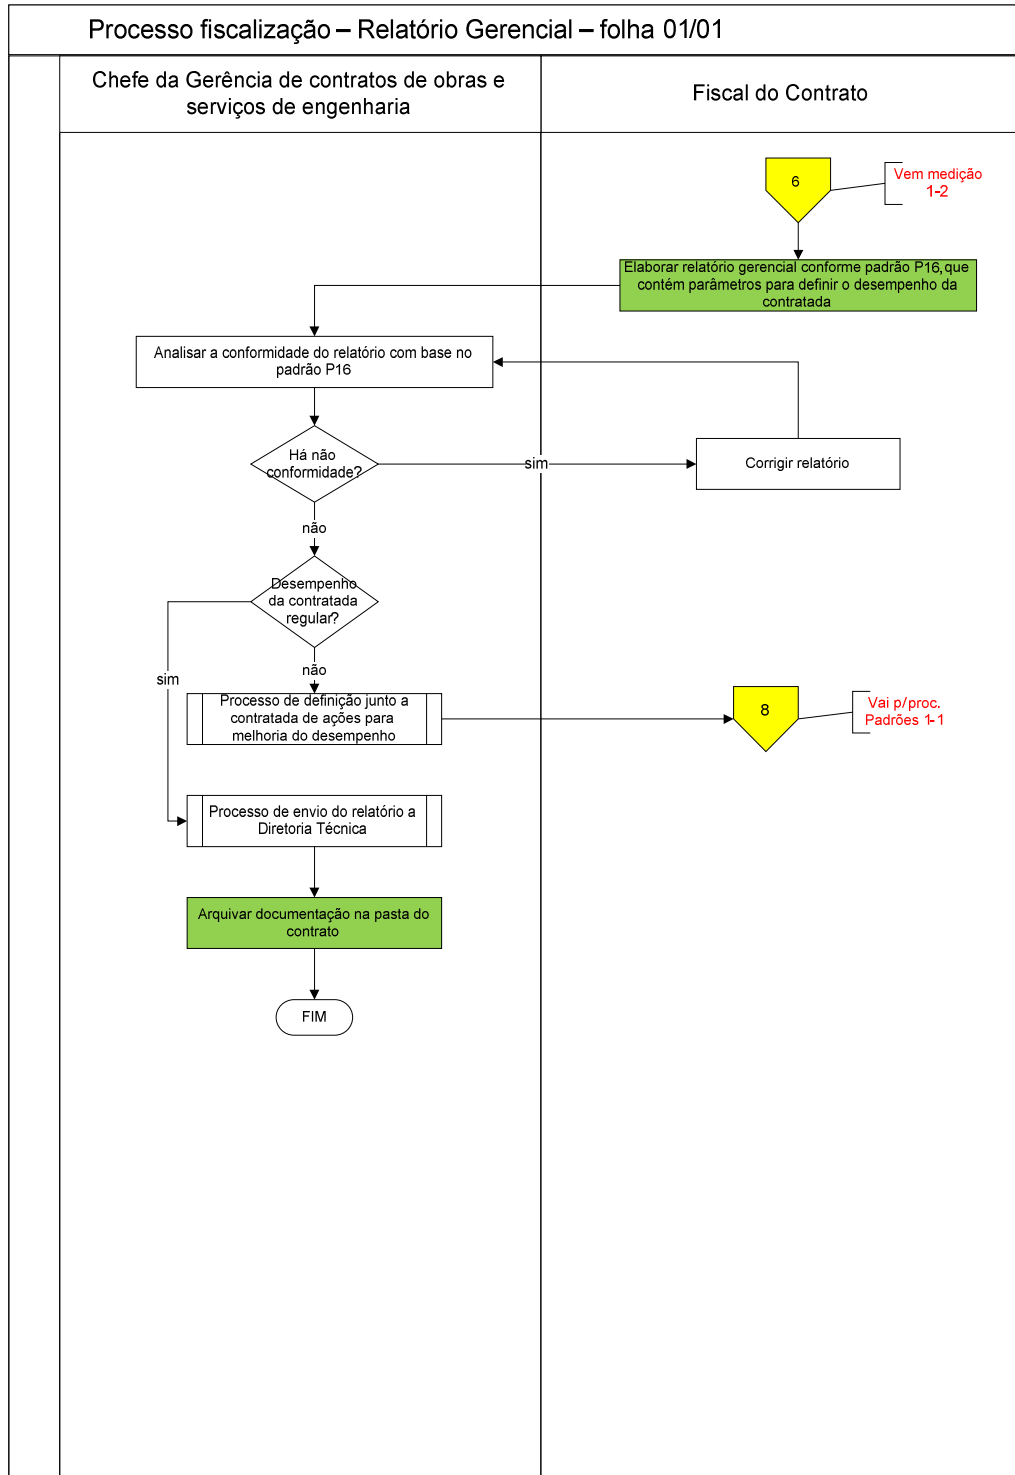 Processo fiscalização – Relatório Gerencial – folha 01/01
Chefe da Gerência de contratos de obras e
serviços de engenharia
Fiscal do Contrato
6
Vem medição
1-2
Elaborar relatório gerencial conforme padrão P16, que
contém parâmetros para definir o desempenho da
contratada
Analisar a conformidade do relatório com base no
padrão P16
Há não
conformidade?
sim
Corrigir relatório
não
Desempenho
da contratada
regular?
sim
não
Processo de definição junto a
contratada de ações para
melhoria do desempenho
8
Vai p/proc.
Padrões 1-1
Processo de envio do relatório a
Diretoria Técnica
Arquivar documentação na pasta do
contrato
FIM